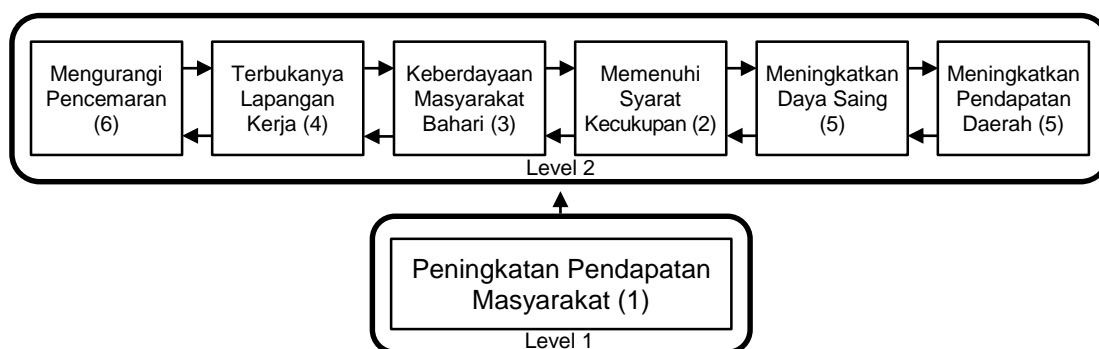 Mengurangi
Pencemaran
(6)
Terbukanya
Lapangan
Kerja (4)
Keberdayaan
Masyarakat
Bahari (3)
Memenuhi
Syarat
Kecukupan (2)
Meningkatkan
Daya Saing
(5)
Meningkatkan
Pendapatan
Daerah (5)
Level 2
Peningkatan Pendapatan
Masyarakat (1)
Level 1